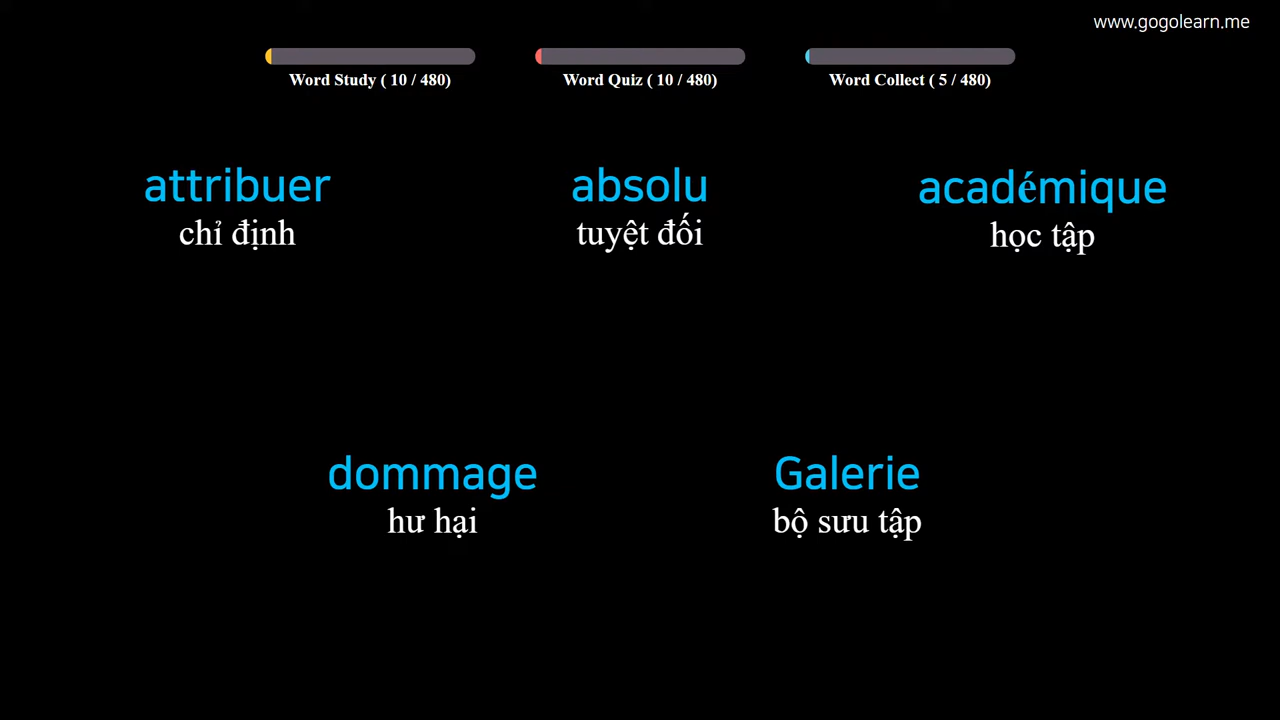 www.gogolearn.me
Word Study ( 10 / 480)
Word Quiz ( 10 / 480)
Word Collect ( 5 / 480)
attribuer
chỉ định
absolu
tuyệt đối
académique
học tập
dommage
hư hại
Galerie
bộ sưu tập